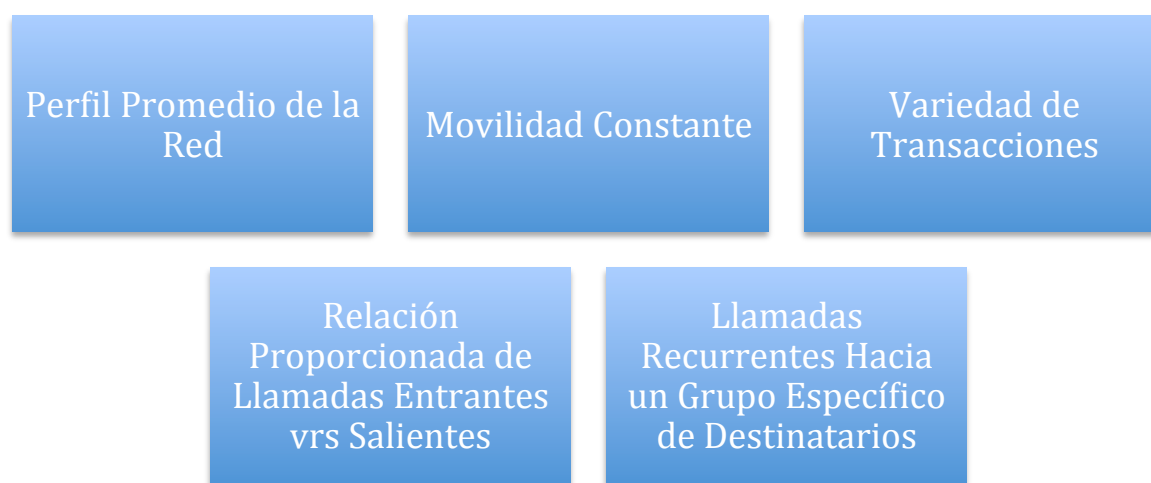 Perfil Promedio de la
Red
Movilidad Constante
Variedad de
Transacciones
Relación
Proporcionada de
Llamadas Entrantes
vrs Salientes
Llamadas
Recurrentes Hacia
un Grupo Específico
de Destinatarios